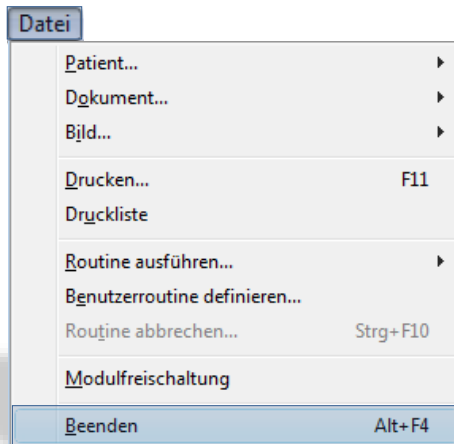 Datei
Patient...
Dokument...
Bild...
Drucken... F11
Druckliste
Routine ausführen...
Benutzerroutine definieren...
Routine abbrechen... Strg+F10
Modulfreischaltung
Beenden Alt+F4